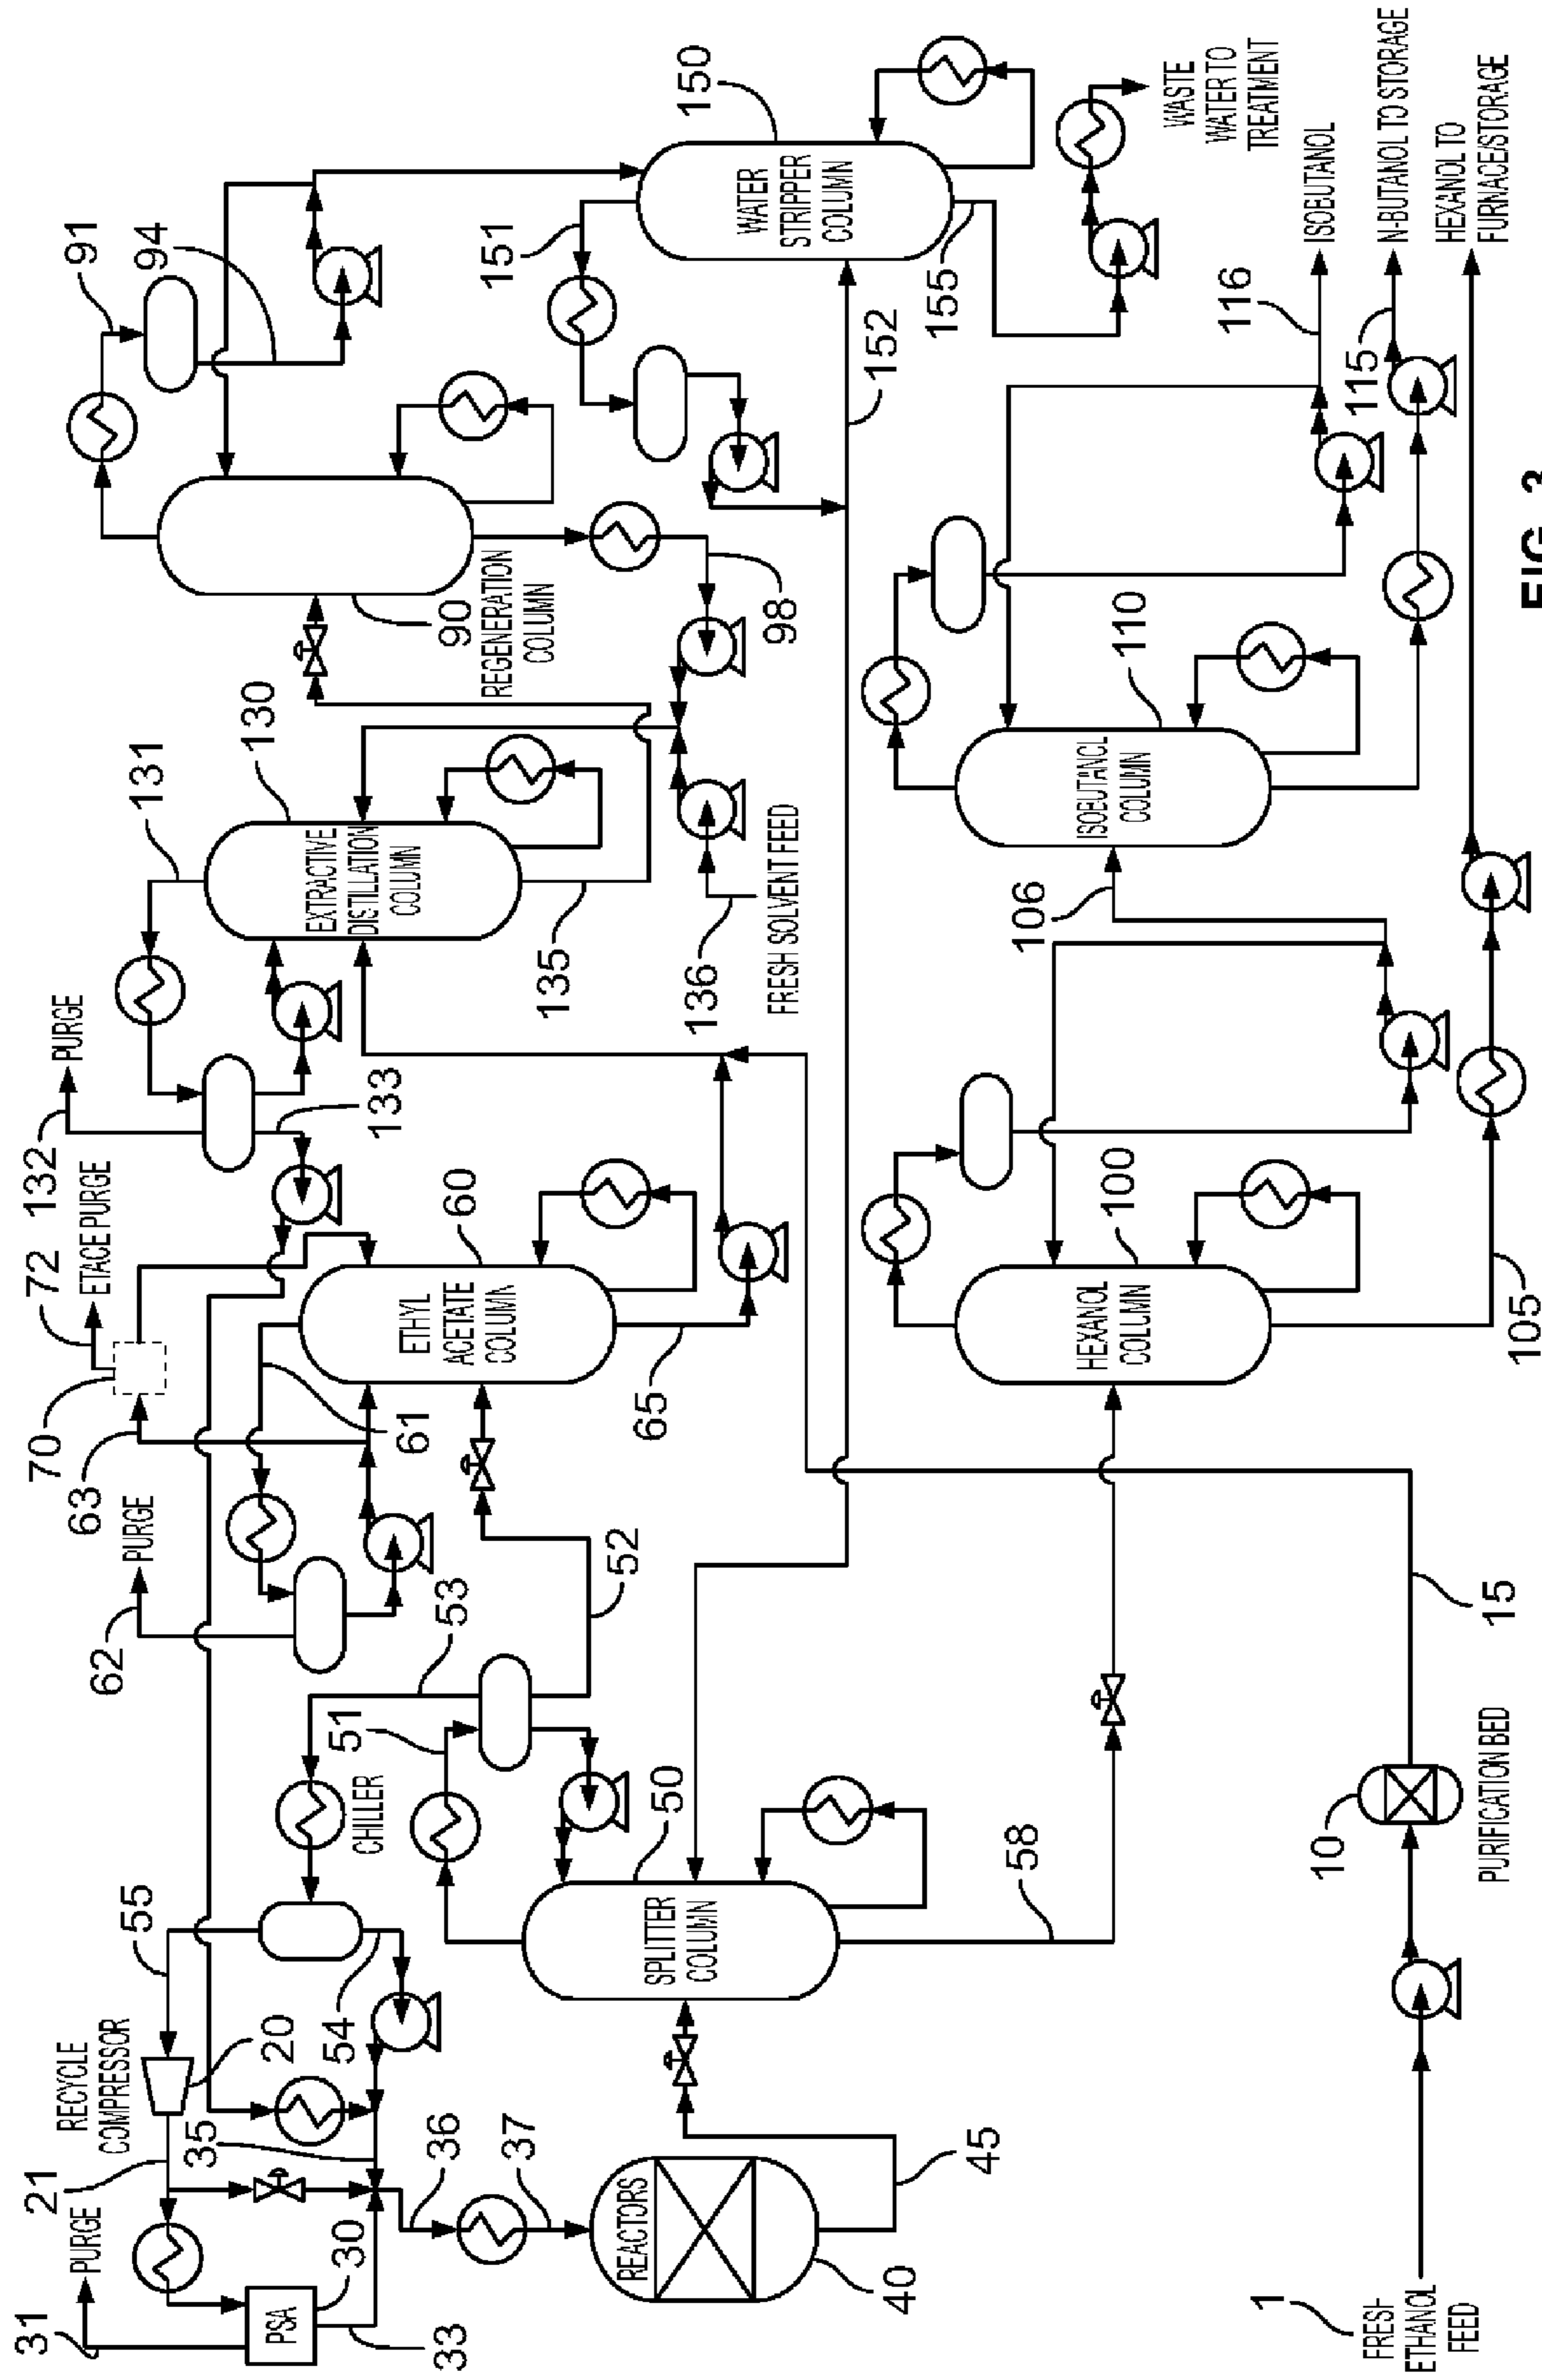 31
PURGE
21
RECYCLE
COMPRESSOR
55
62
PURGE
63
70
72
ETACE PURGE
132
PURGE
131
130
91
94
PSA
30
33
35
20
54
CHILLER
51
53
61
60
133
EXTRACTIVE
DISTILLATION
COLUMN
ETHYL
ACETATE
COLUMN
90
REGENERATION
COLUMN
151
150
WATER
STRIPPER
COLUMN
36
37
REACTORS
40
45
SPLITTER
COLUMN
50
52
65
135
136
FRESH SOLVENT FEED
98
152
155
WASTE
WATER TO
TREATMENT
58
HEXANOL
COLUMN
100
106
ISOBUTANOL
COLUMN
110
116
ISOBUTANOL
115
N-BUTANOL TO STORAGE
HEXANOL TO
FURNACE/STORAGE
105
1
FRESH
ETHANOL
FEED
10
PURIFICATION BED
15
FIG. 3